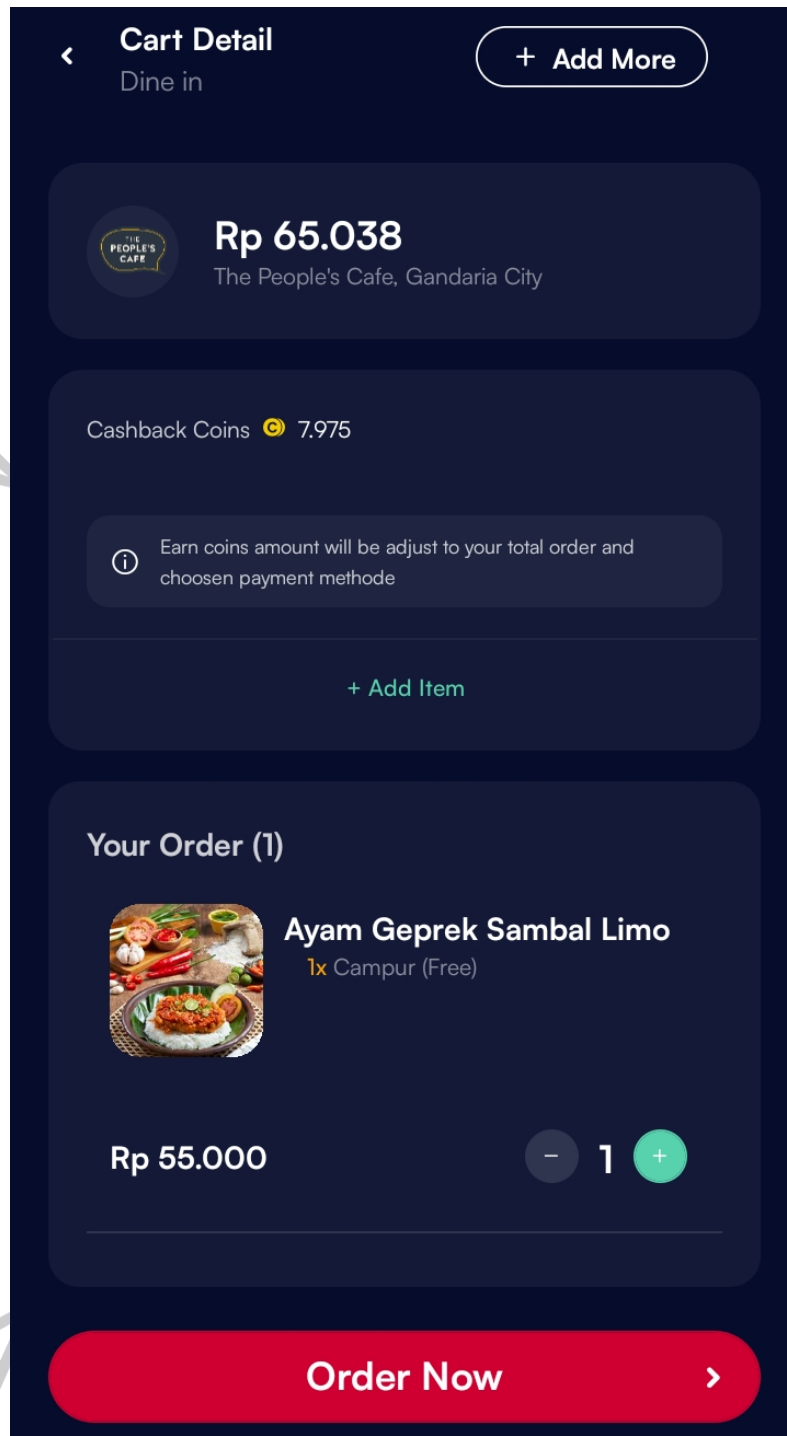 Cart Detail
Dine in
+ Add More
THE
PEOPLE'S
CAFE
Rp 65.038
The People's Cafe, Gandaria City
Cashback Coins C 7.975
Earn coins amount will be adjust to your total order and
choosen payment methode
+ Add Item
Your Order (1)
Ayam Geprek Sambal Limo
1x Campur (Free)
Rp 55.000
- 1 +
Order Now